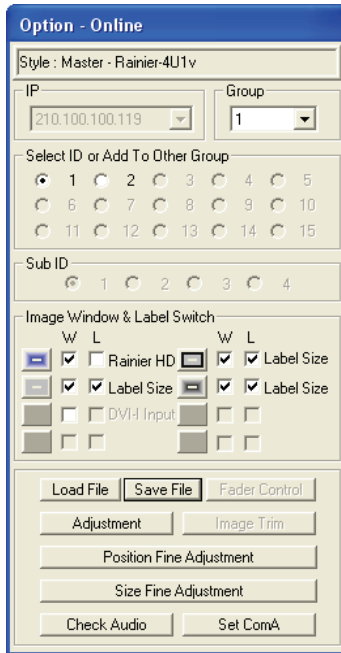 Option - Online
Style : Master - Rainier-4U1v
IP
Group
210.100.100.119
1
Select ID or Add To Other Group
1 2 3 4 5
6 7 8 9 10
11 12 13 14 15
Sub ID
1 2 3 4
Image Window & Label Switch
W L W L
Rainier HD Label Size
Label Size Label Size
DVI-I Input
Load File Save File Fader Control
Adjustment Image Trim
Position Fine Adjustment
Size Fine Adjustment
Check Audio Set ComA